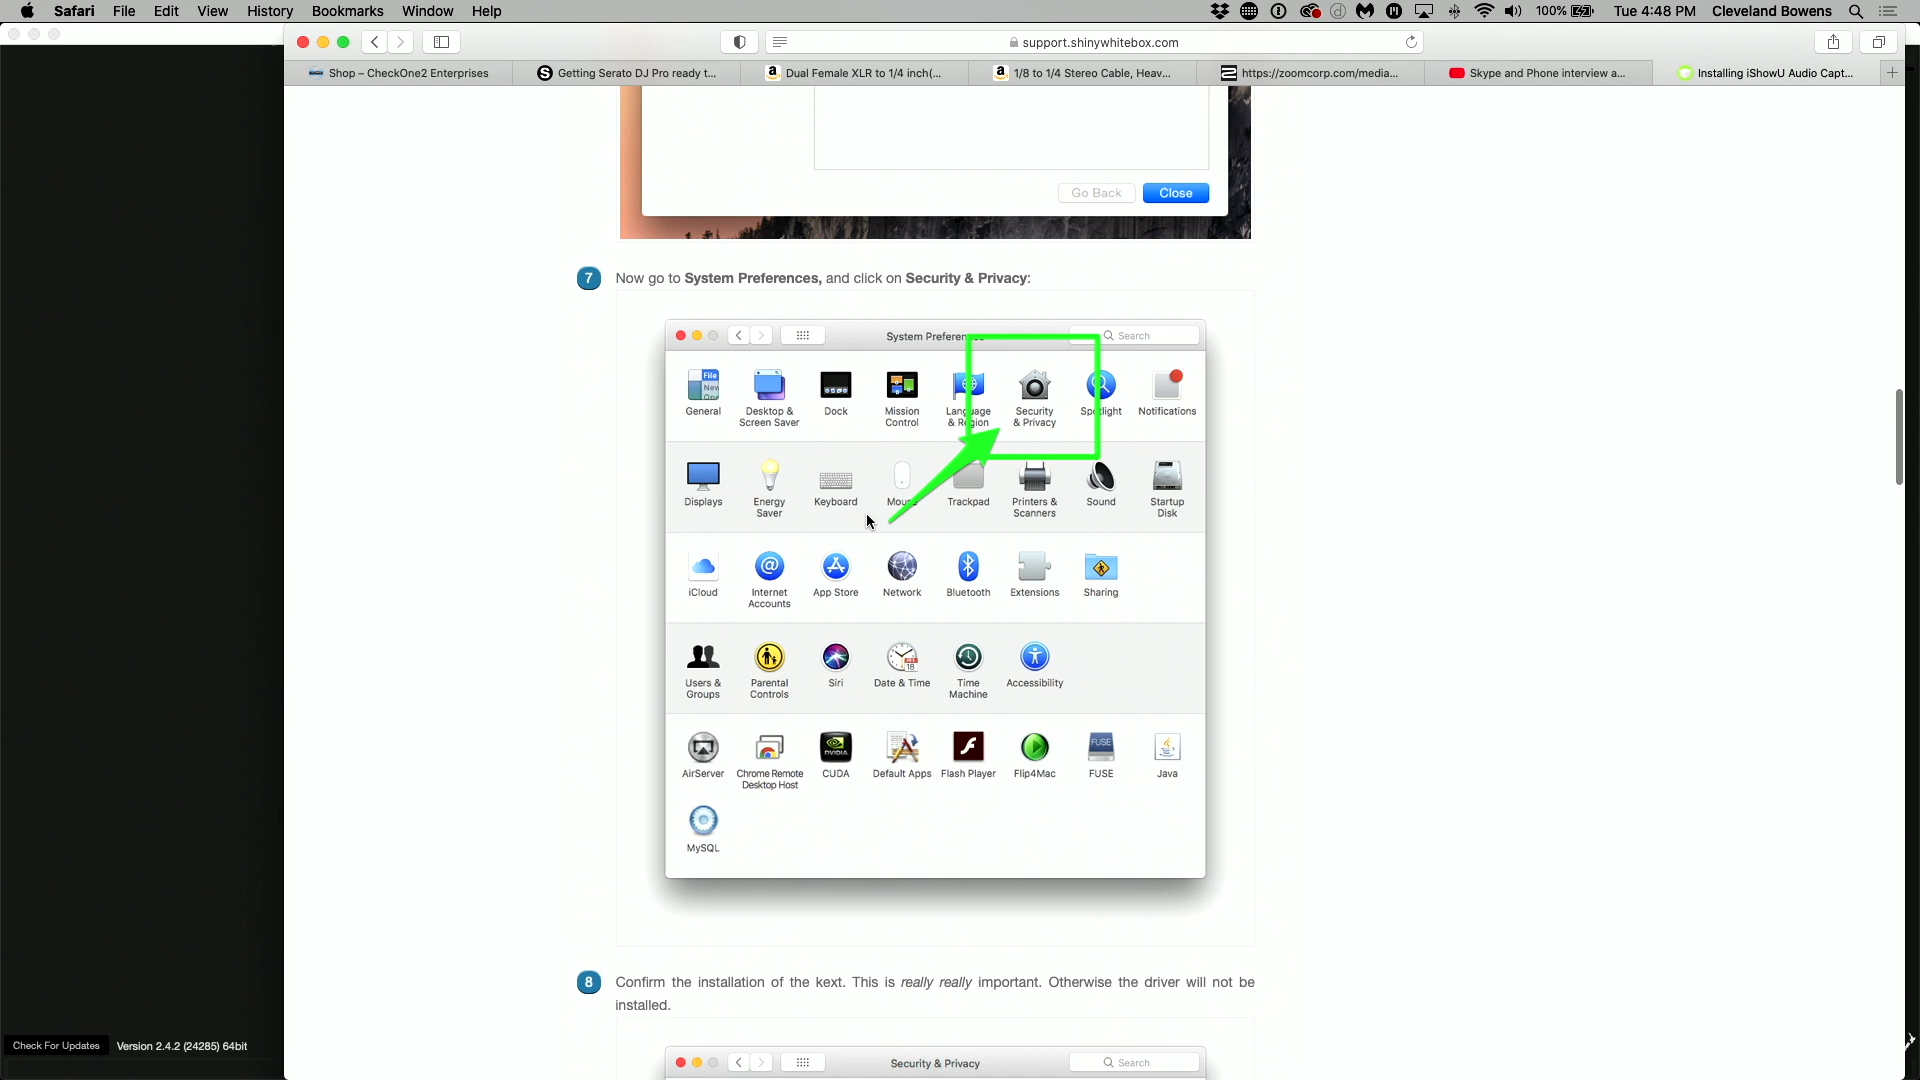 Safari File Edit View History Bookmarks Window Help
100% Tue 4:48 PM Cleveland Bowens
support.shinywhitebox.com
Shop – CheckOne2 Enterprises
Getting Serato DJ Pro ready t...
Dual Female XLR to 1/4 inch(...
1/8 to 1/4 Stereo Cable, Heav...
https://zoomcorp.com/media...
Skype and Phone interview a...
Installing iShowU Audio Capt...
Go Back Close
7 Now go to System Preferences, and click on Security & Privacy:
Search
General
Desktop &
Screen Saver
Dock
Mission
Control
Language
& Region
Security
& Privacy
Spotlight
Notifications
Displays
Energy
Saver
Keyboard
Trackpad
Printers &
Scanners
Sound
Startup
Disk
iCloud
Internet
Accounts
App Store
Network
Bluetooth
Extensions
Sharing
Users &
Groups
Parental
Controls
Siri
Date & Time
Time
Machine
Accessibility
AirServer
Chrome Remote
Desktop Host
CUDA
Default Apps
Flash Player
Flip4Mac
FUSE
Java
MySQL
8 Confirm the installation of the kext. This is really really important. Otherwise the driver will not be
installed.
Security & Privacy
Search
Check For Updates Version 2.4.2 (24285) 64bit